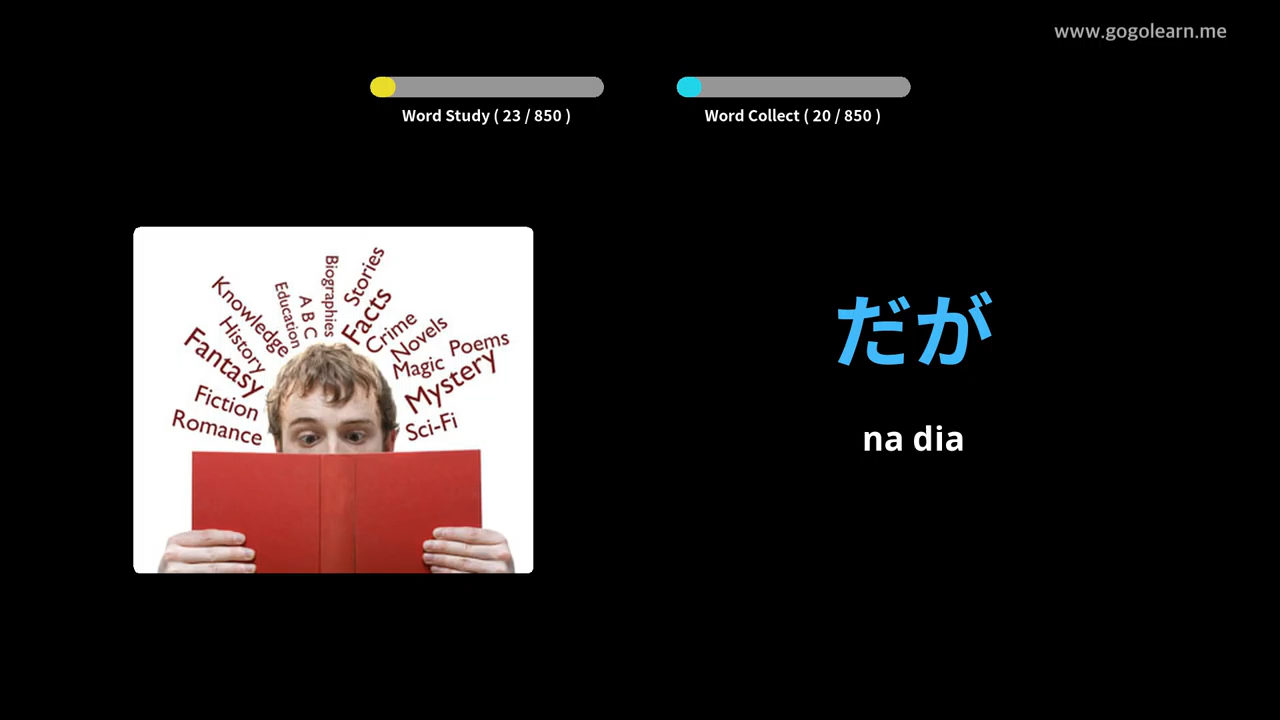 www.gogolearn.me
Word Study ( 23 / 850 )
Word Collect ( 20 / 850 )
Biographies
Stories
Education
A B C
Facts
Knowledge
Crime
History
Novels
Fantasy
Magic
Poems
Mystery
Fiction
Romance
Sci-Fi
だが
na dia